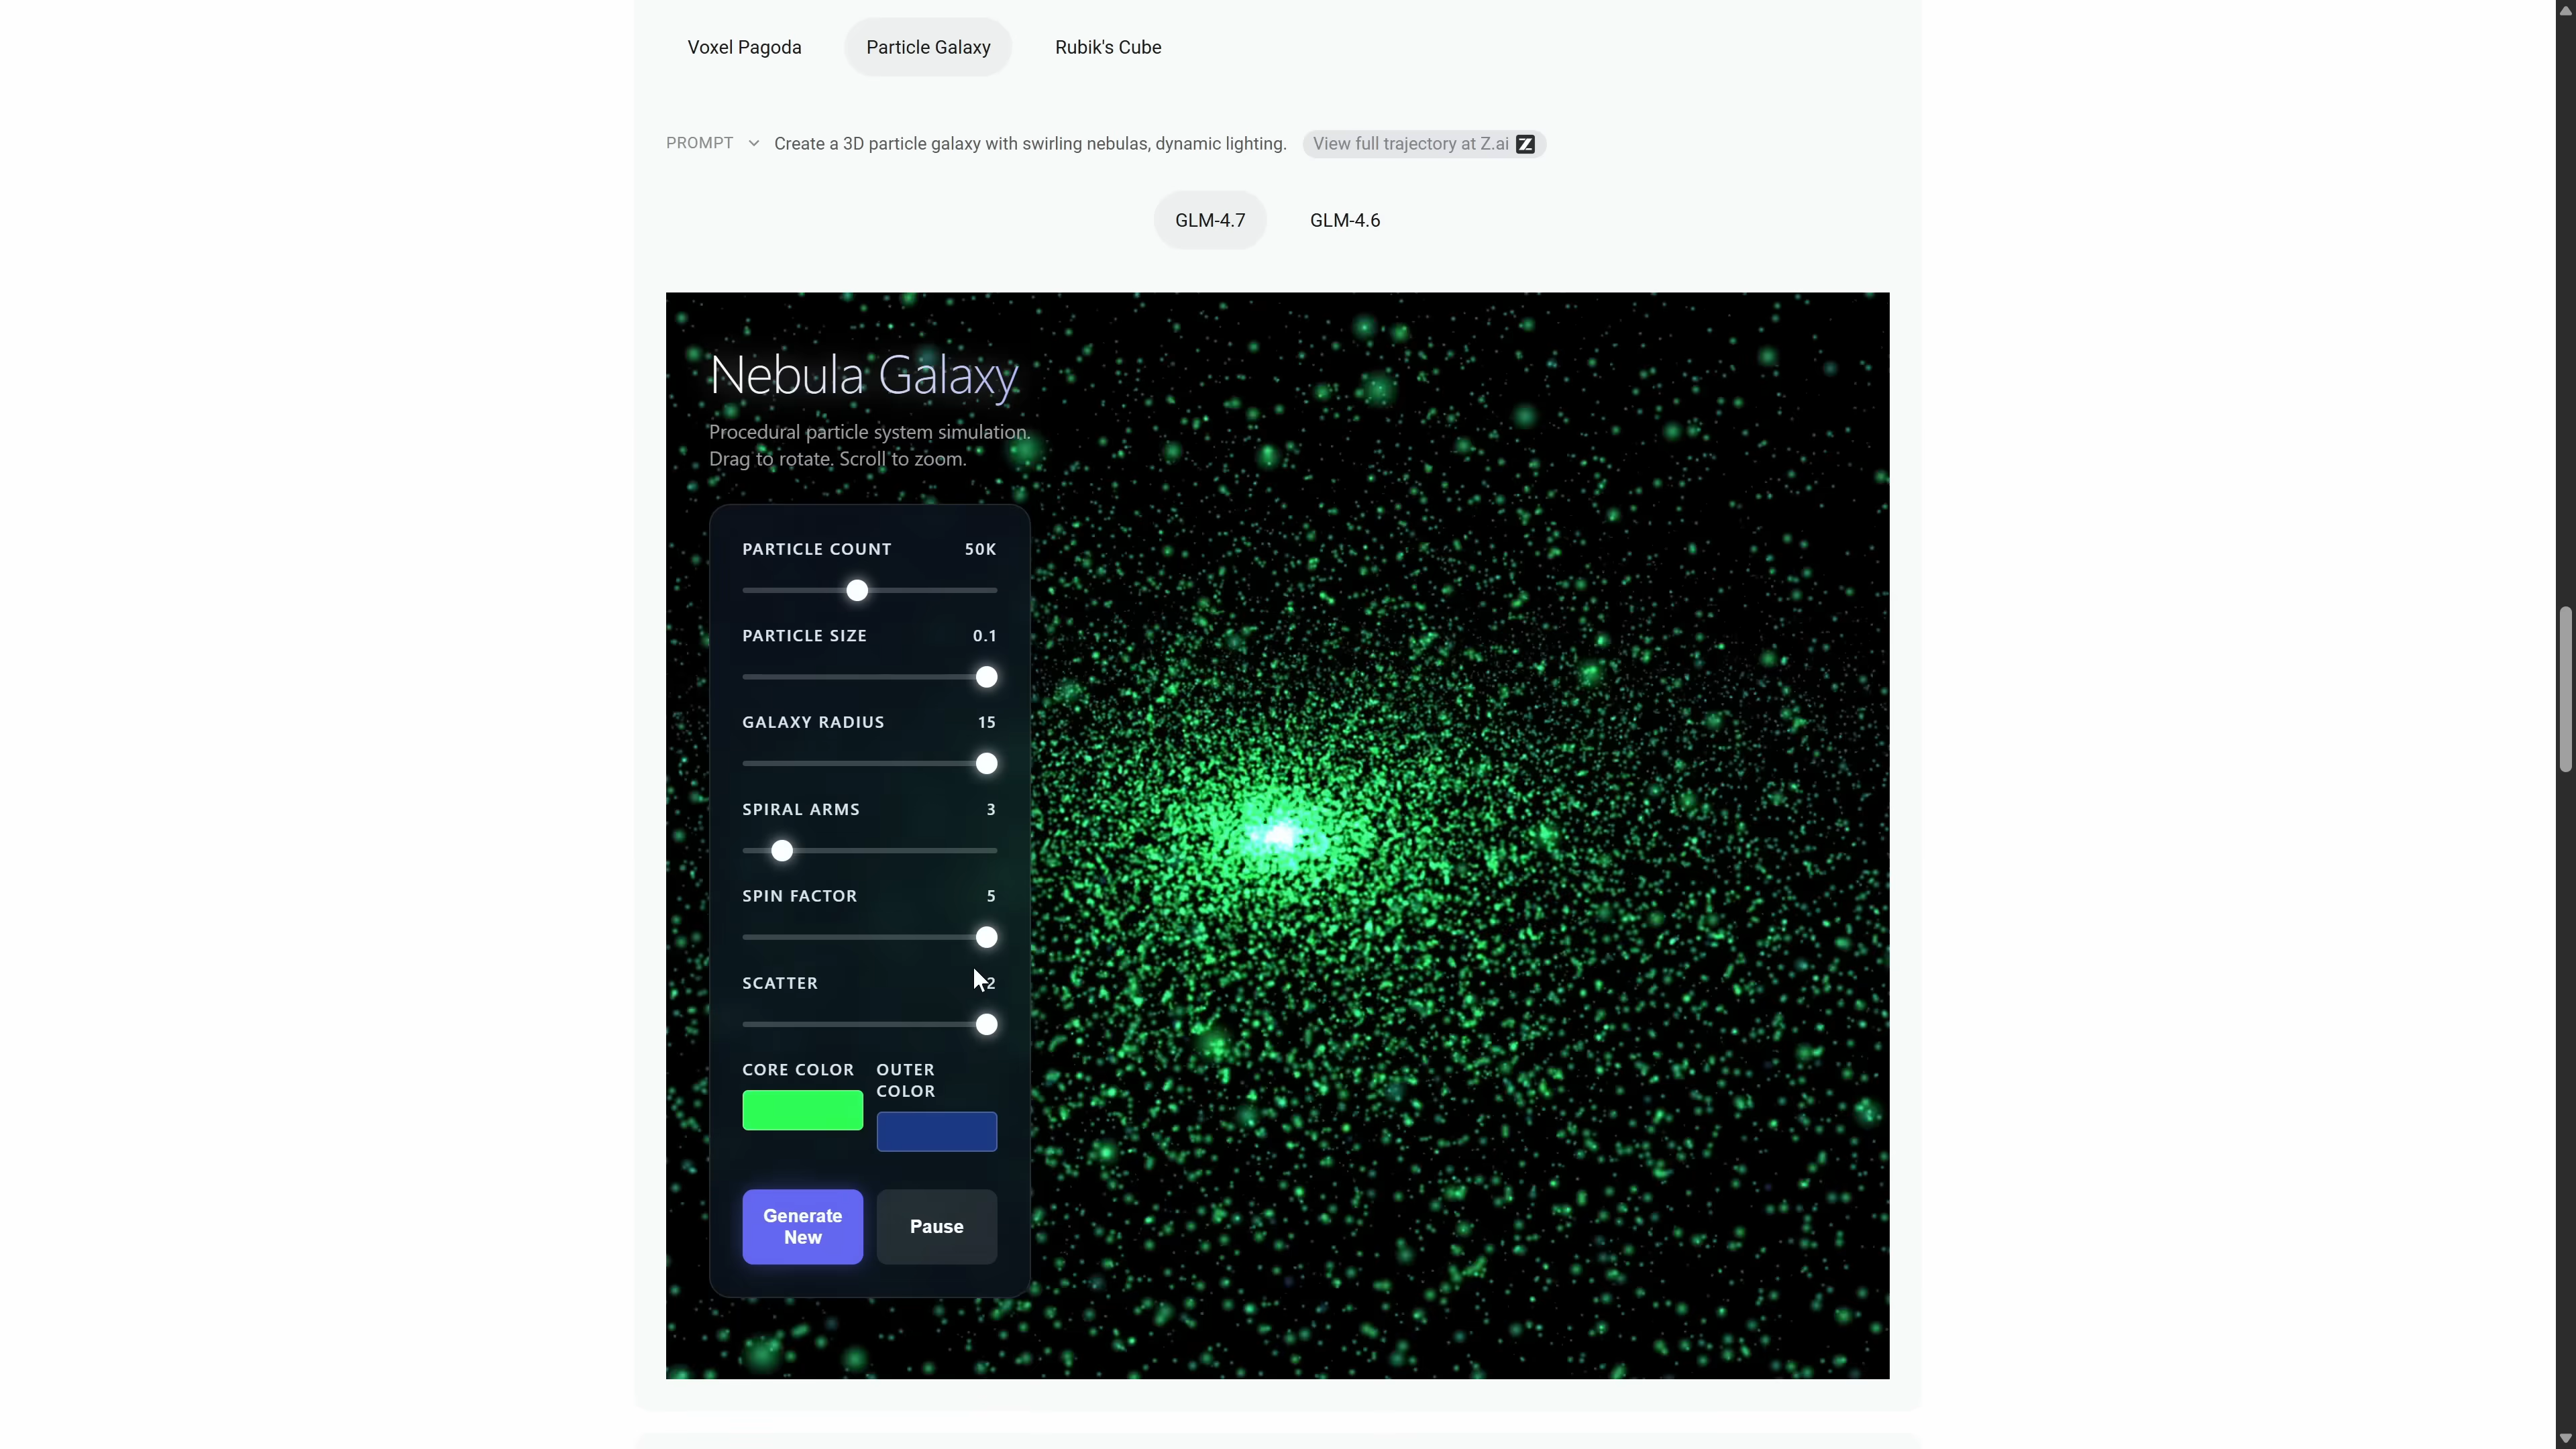 Voxel Pagoda Particle Galaxy Rubik's Cube
PROMPT Create a 3D particle galaxy with swirling nebulas, dynamic lighting. View full trajectory at Z.ai Z
GLM-4.7 GLM-4.6
Nebula Galaxy
Procedural particle system simulation.
Drag to rotate. Scroll to zoom.
PARTICLE COUNT 50K
PARTICLE SIZE 0.1
GALAXY RADIUS 15
SPIRAL ARMS 3
SPIN FACTOR 5
SCATTER 2
CORE COLOR
OUTER
COLOR
Generate
New
Pause